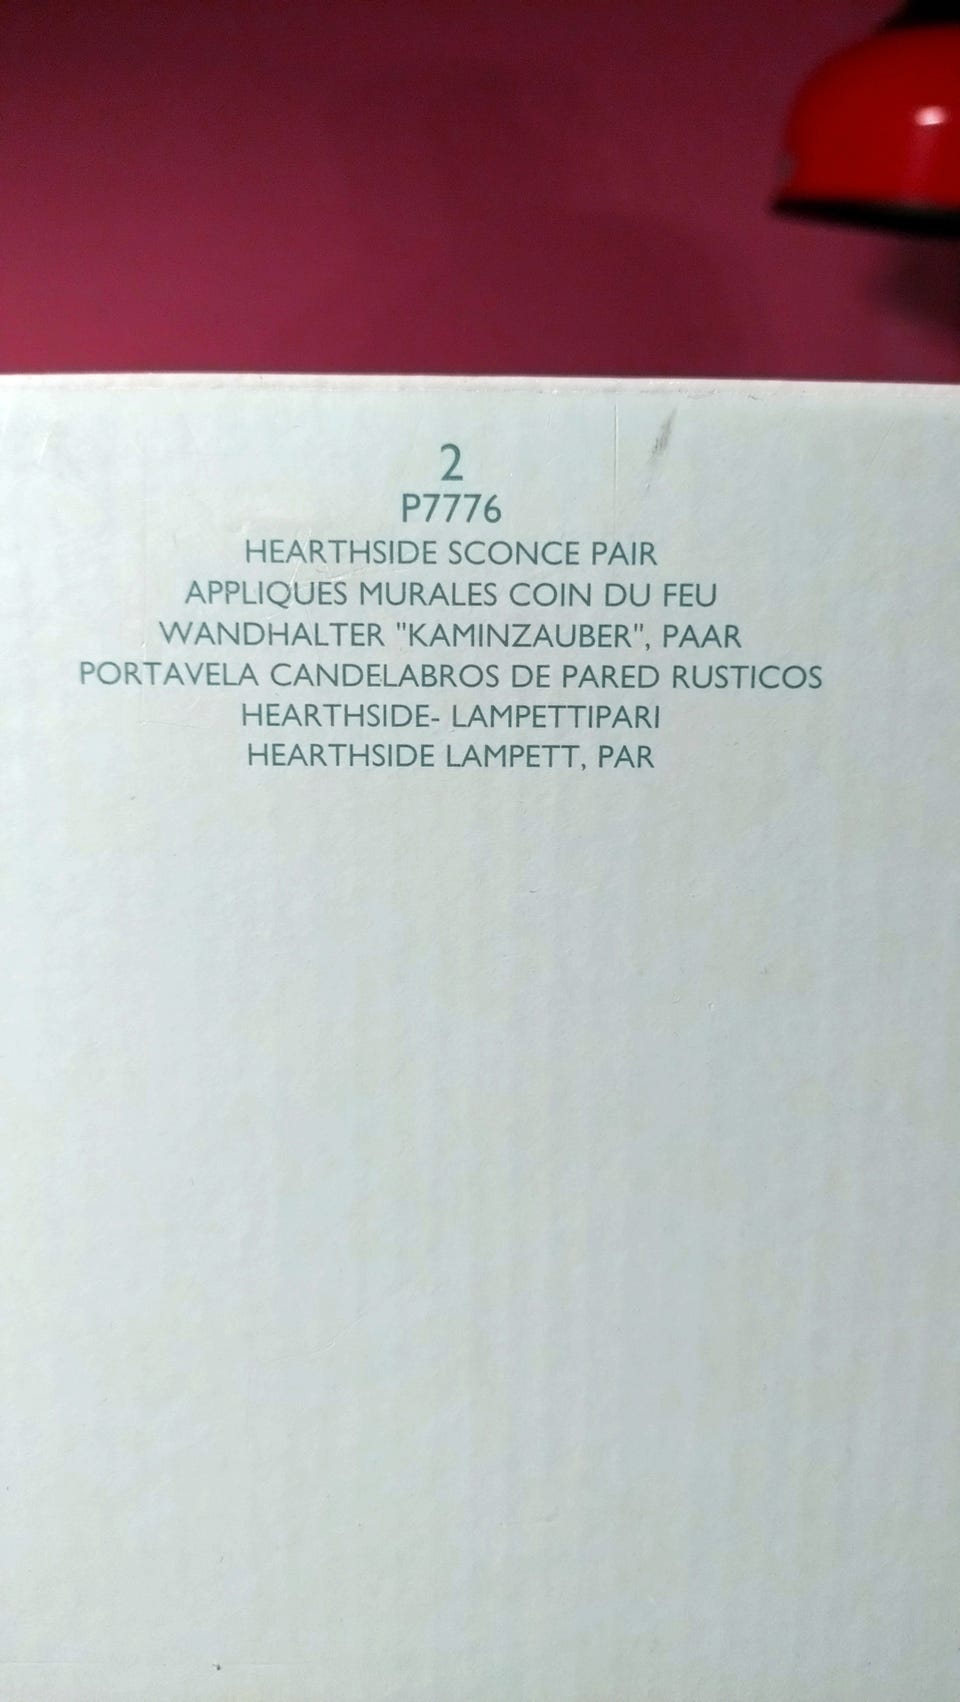 2
P7776
HEARTHSIDE SCONCE PAIR
APPLIQUES MURALES COIN DU FEU
WANDHALTER "KAMINZAUBER", PAAR
PORTAVELA CANDELABROS DE PARED RUSTICOS
HEARTHSIDE- LAMPETTIPARI
HEARTHSIDE LAMPETT, PAR